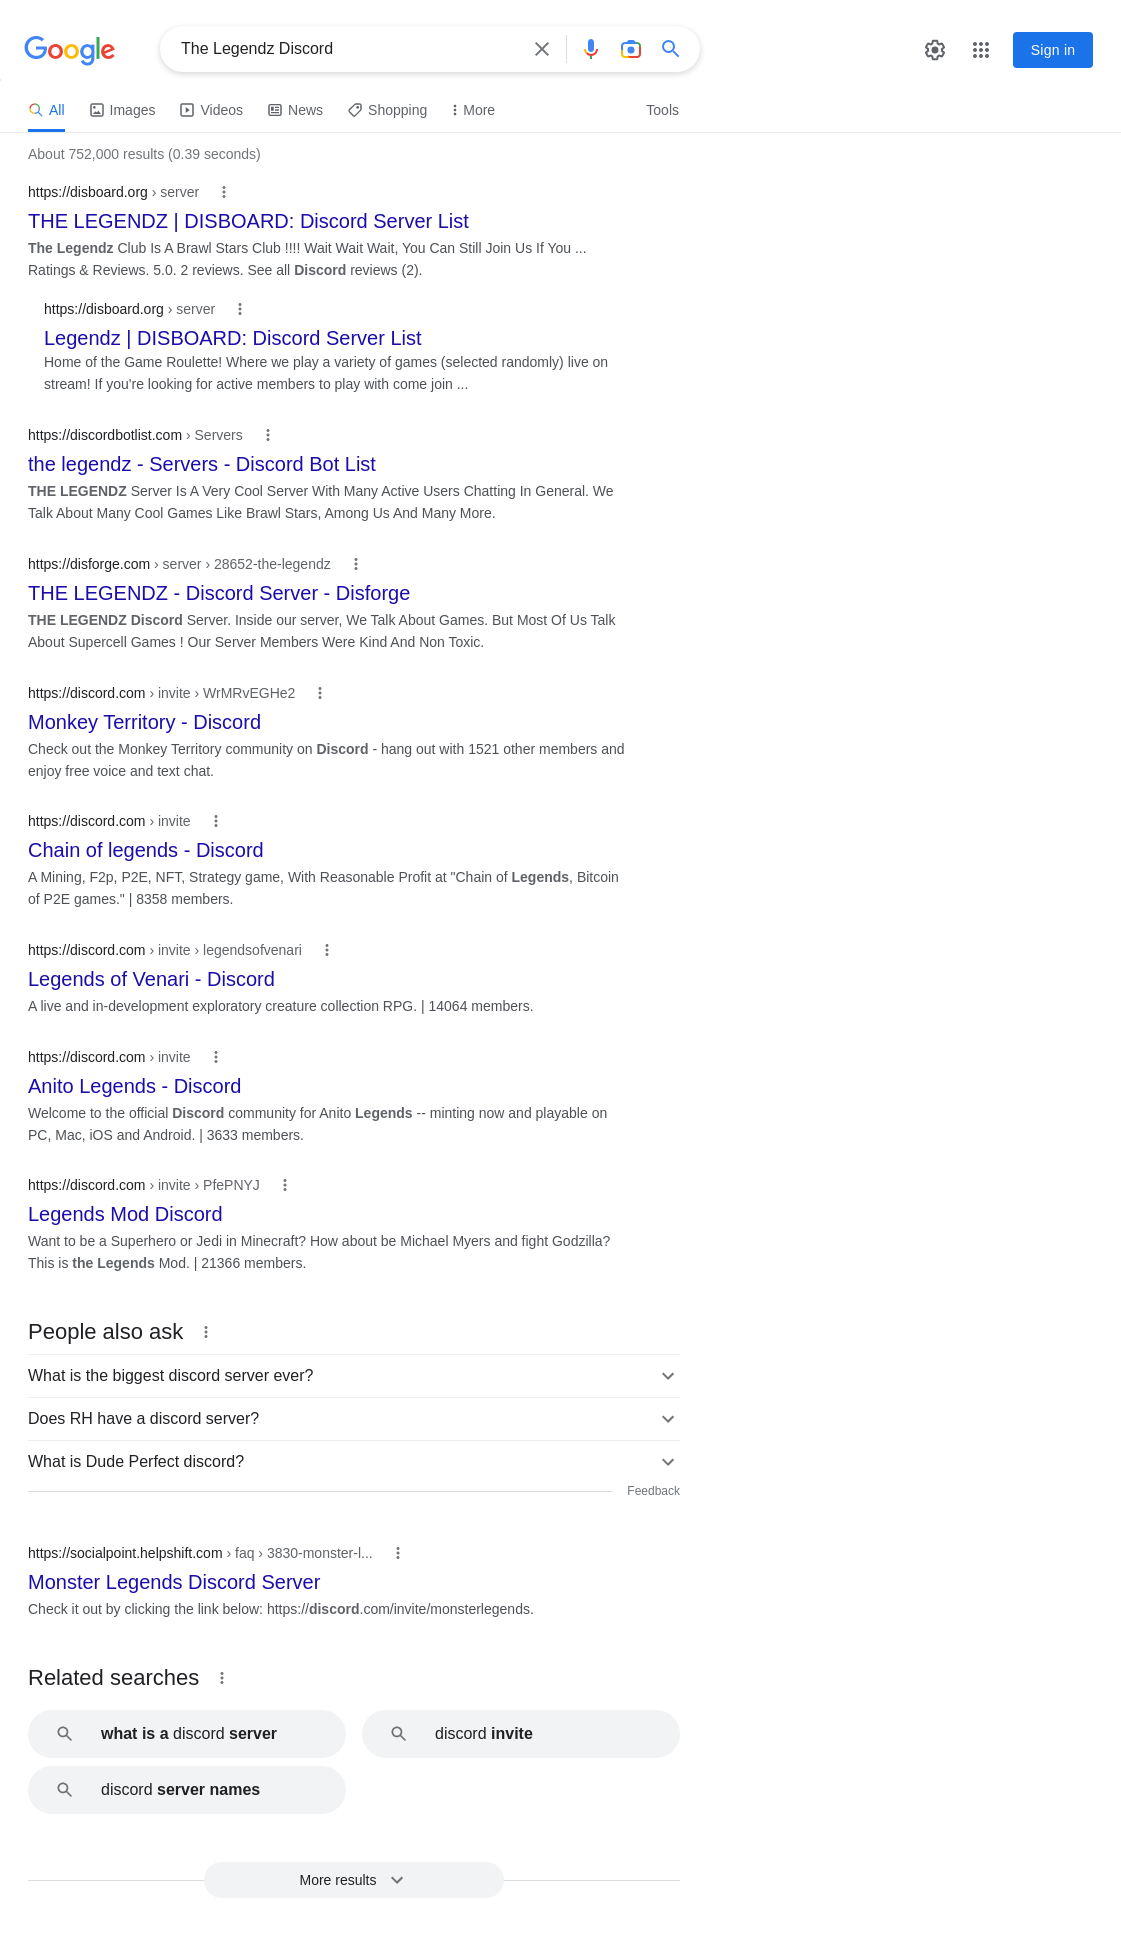 Google
The Legendz Discord
Sign in
All Images Videos News Shopping More Tools
About 752,000 results (0.39 seconds)
https://disboard.org › server
THE LEGENDZ | DISBOARD: Discord Server List
The Legendz Club Is A Brawl Stars Club !!!! Wait Wait Wait, You Can Still Join Us If You ...
Ratings & Reviews. 5.0. 2 reviews. See all Discord reviews (2).
https://disboard.org › server
Legendz | DISBOARD: Discord Server List
Home of the Game Roulette! Where we play a variety of games (selected randomly) live on
stream! If you're looking for active members to play with come join ...
https://discordbotlist.com › Servers
the legendz - Servers - Discord Bot List
THE LEGENDZ Server Is A Very Cool Server With Many Active Users Chatting In General. We
Talk About Many Cool Games Like Brawl Stars, Among Us And Many More.
https://disforge.com › server › 28652-the-legendz
THE LEGENDZ - Discord Server - Disforge
THE LEGENDZ Discord Server. Inside our server, We Talk About Games. But Most Of Us Talk
About Supercell Games ! Our Server Members Were Kind And Non Toxic.
https://discord.com › invite › WrMRvEGHe2
Monkey Territory - Discord
Check out the Monkey Territory community on Discord - hang out with 1521 other members and
enjoy free voice and text chat.
https://discord.com › invite
Chain of legends - Discord
A Mining, F2p, P2E, NFT, Strategy game, With Reasonable Profit at "Chain of Legends, Bitcoin
of P2E games." | 8358 members.
https://discord.com › invite › legendsofvenari
Legends of Venari - Discord
A live and in-development exploratory creature collection RPG. | 14064 members.
https://discord.com › invite
Anito Legends - Discord
Welcome to the official Discord community for Anito Legends -- minting now and playable on
PC, Mac, iOS and Android. | 3633 members.
https://discord.com › invite › PfePNYJ
Legends Mod Discord
Want to be a Superhero or Jedi in Minecraft? How about be Michael Myers and fight Godzilla?
This is the Legends Mod. | 21366 members.
People also ask
What is the biggest discord server ever?
Does RH have a discord server?
What is Dude Perfect discord?
Feedback
https://socialpoint.helpshift.com › faq › 3830-monster-l...
Monster Legends Discord Server
Check it out by clicking the link below: https://discord.com/invite/monsterlegends.
Related searches
what is a discord server
discord invite
discord server names
More results